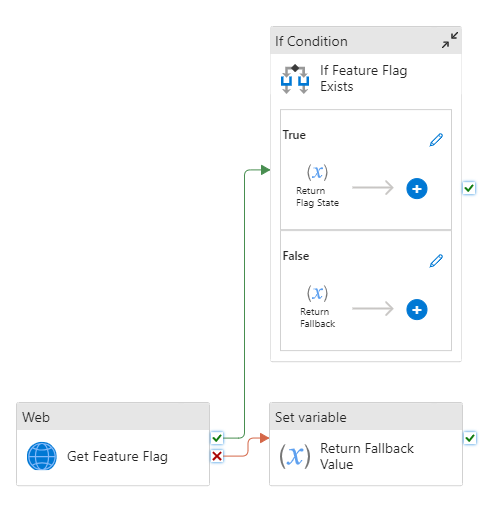 If Condition
If Feature Flag
Exists
True
(x)
Return
Flag State
False
(x)
Return
Fallback
Web
Get Feature Flag
Set variable
(x)
Return Fallback
Value